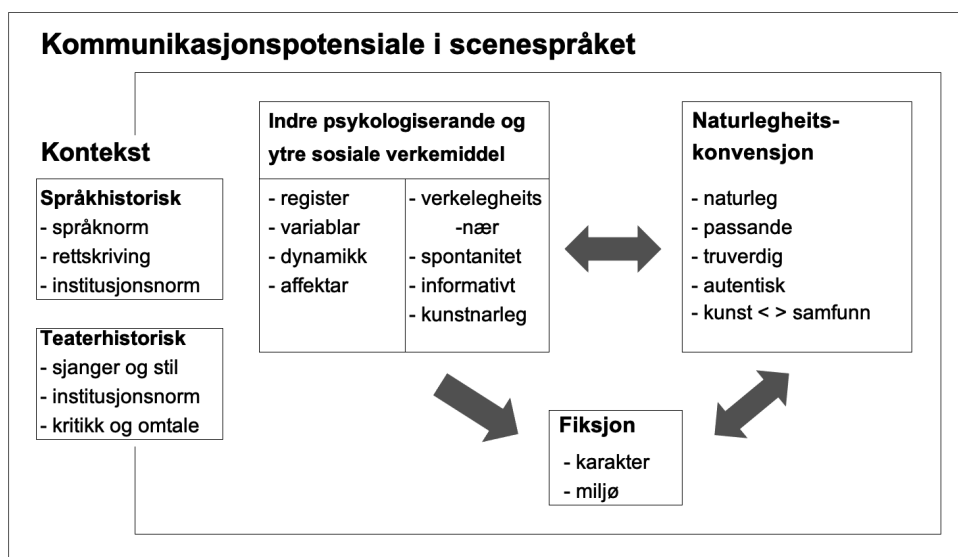 Kommunikasjonspotensiale i scenespråket
Kontekst
Språkhistorisk
- språknorm
- rettskriving
- institusjonsnorm
Teaterhistorisk
- sjanger og stil
- institusjonsnorm
- kritikk og omtale
Indre psykologiserande og
ytre sosiale verkemiddel
- register
- variablar
- dynamikk
- affektar
- verkelegheits
-nær
- spontanitet
- informativt
- kunstnarleg
Naturlegheits-
konvensjon
- naturleg
- passande
- truverdig
- autentisk
- kunst < > samfunn
Fiksjon
- karakter
- miljø